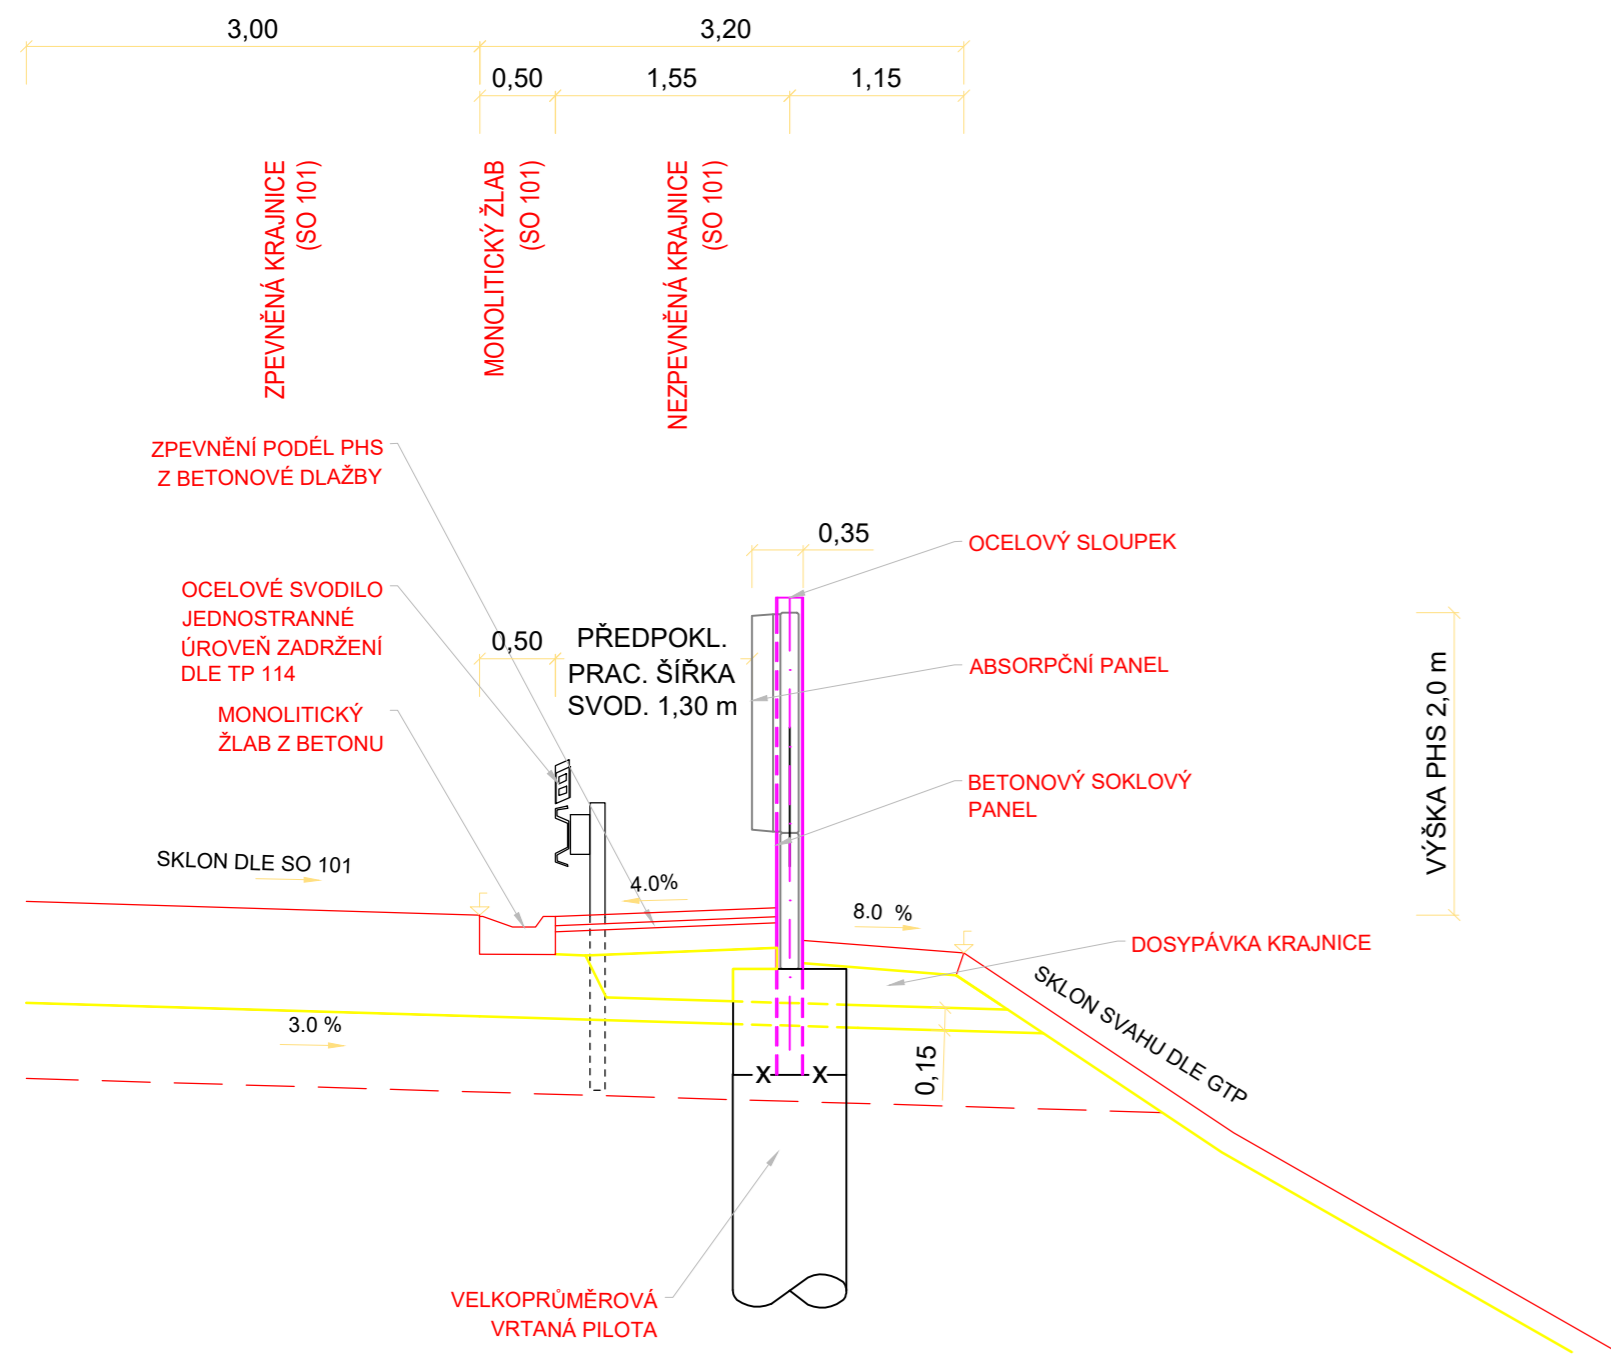 3,00
3,20
0,50
1,55
1,15
ZPEVNĚNÁ KRAJNICE
(SO 101)
MONOLITICKÝ ŽLAB
(SO 101)
NEZPEVNĚNÁ KRAJNICE
(SO 101)
ZPEVNĚNÍ PODÉL PHS
Z BETONOVÉ DLAŽBY
0,35
OCELOVÝ SLOUPEK
OCELOVÉ SVODILO
JEDNOSTRANNÉ
ÚROVEŇ ZADRŽENÍ
DLE TP 114
0,50
PŘEDPOKL.
PRAC. ŠÍŘKA
SVOD. 1,30 m
ABSORPČNÍ PANEL
MONOLITICKÝ
ŽLAB Z BETONU
BETONOVÝ SOKLOVÝ
PANEL
VÝŠKA PHS 2,0 m
SKLON DLE SO 101
4.0%
8.0 %
DOSYPÁVKA KRAJNICE
SKLON SVAHU DLE GTP
3.0 %
0,15
X X
VELKOPRŮMĚROVÁ
VRTANÁ PILOTA